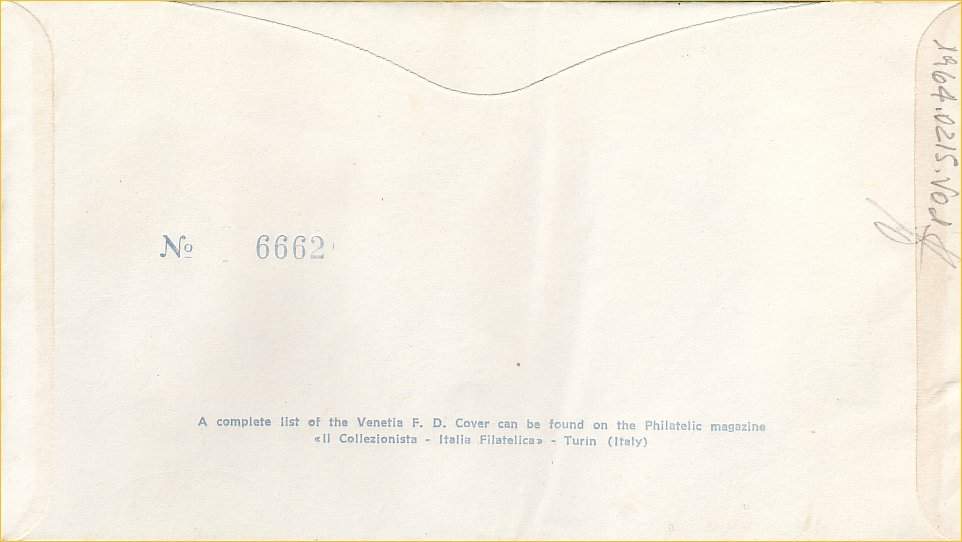 № 6662
A complete list of the Venetia F. D. Cover can be found on the Philatelic magazine
«Il Collezionista - Italia Filatelica» - Turin (Italy)
1964.0215.